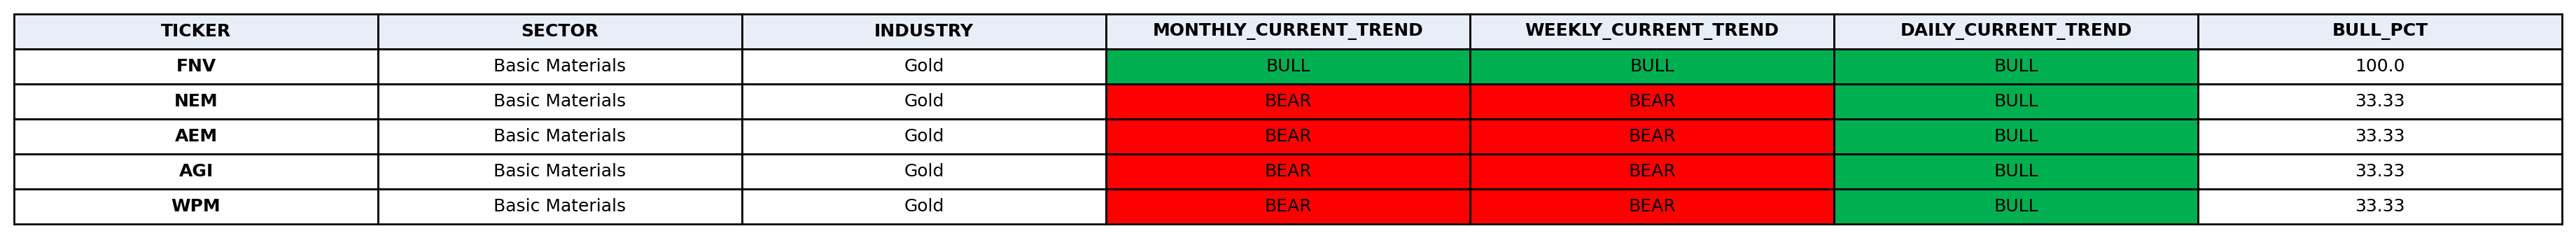 TICKER SECTOR INDUSTRY MONTHLY_CURRENT_TREND WEEKLY_CURRENT_TREND DAILY_CURRENT_TREND BULL_PCT
FNV Basic Materials Gold BULL BULL BULL 100.0
NEM Basic Materials Gold BEAR BEAR BULL 33.33
AEM Basic Materials Gold BEAR BEAR BULL 33.33
AGI Basic Materials Gold BEAR BEAR BULL 33.33
WPM Basic Materials Gold BEAR BEAR BULL 33.33